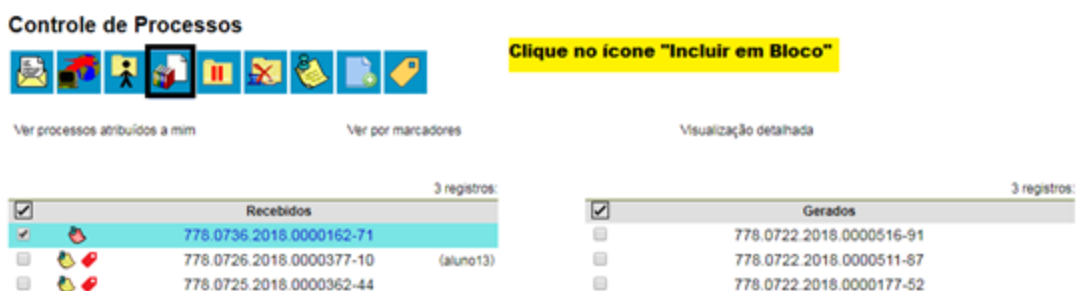 Controle de Processos
Clique no ícone "Incluir em Bloco"
Ver processos atribuídos a mim
Ver por marcadores
Visualização detalhada
3 registros:
Recebidos
778.0736.2018.0000162-71
778.0726.2018.0000377-10 (aluno13)
778.0725.2018.0000362-44
3 registros:
Gerados
778.0722.2018.0000516-91
778.0722.2018.0000511-87
778.0722.2018.0000177-52